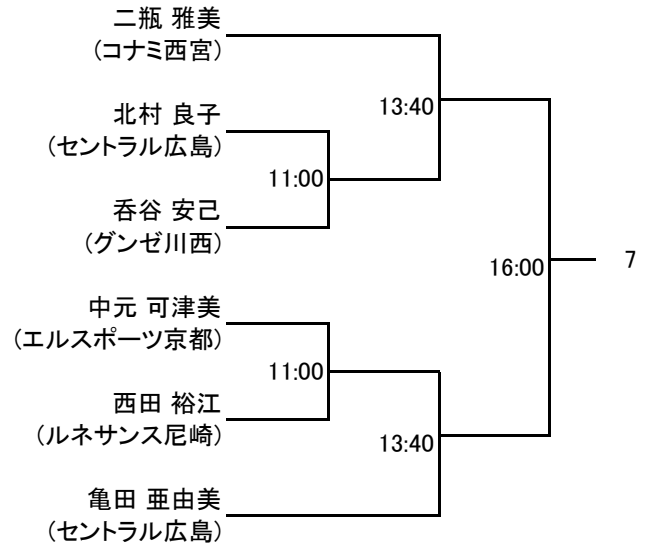 二瓶 雅美
(コナミ西宮)
13:40
北村 良子
(セントラル広島)
11:00
呑谷 安己
(グンゼ川西)
16:00
7
中元 可津美
(エルスポーツ京都)
11:00
西田 裕江
(ルネサンス尼崎)
13:40
亀田 亜由美
(セントラル広島)